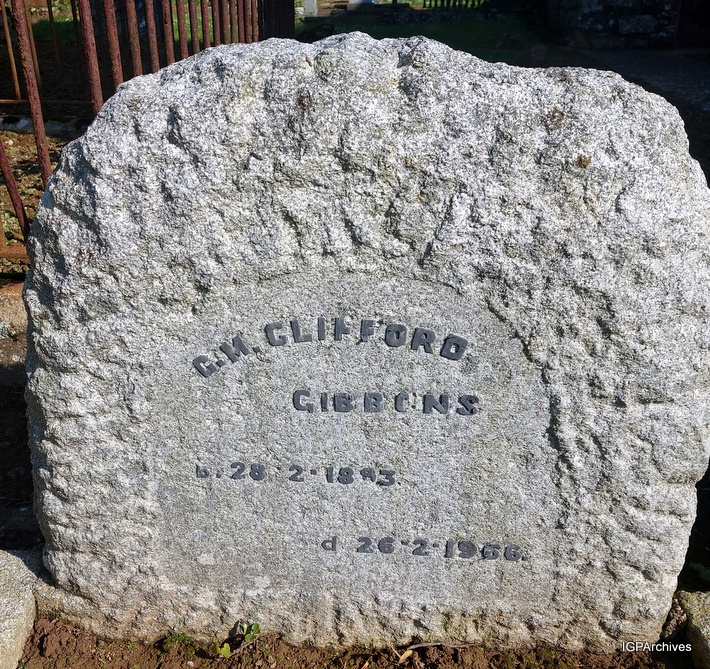 C.M. CLIFFORD
GIBBONS
b. 28·2·1893.
d 26·2·1966.
IGPArchives